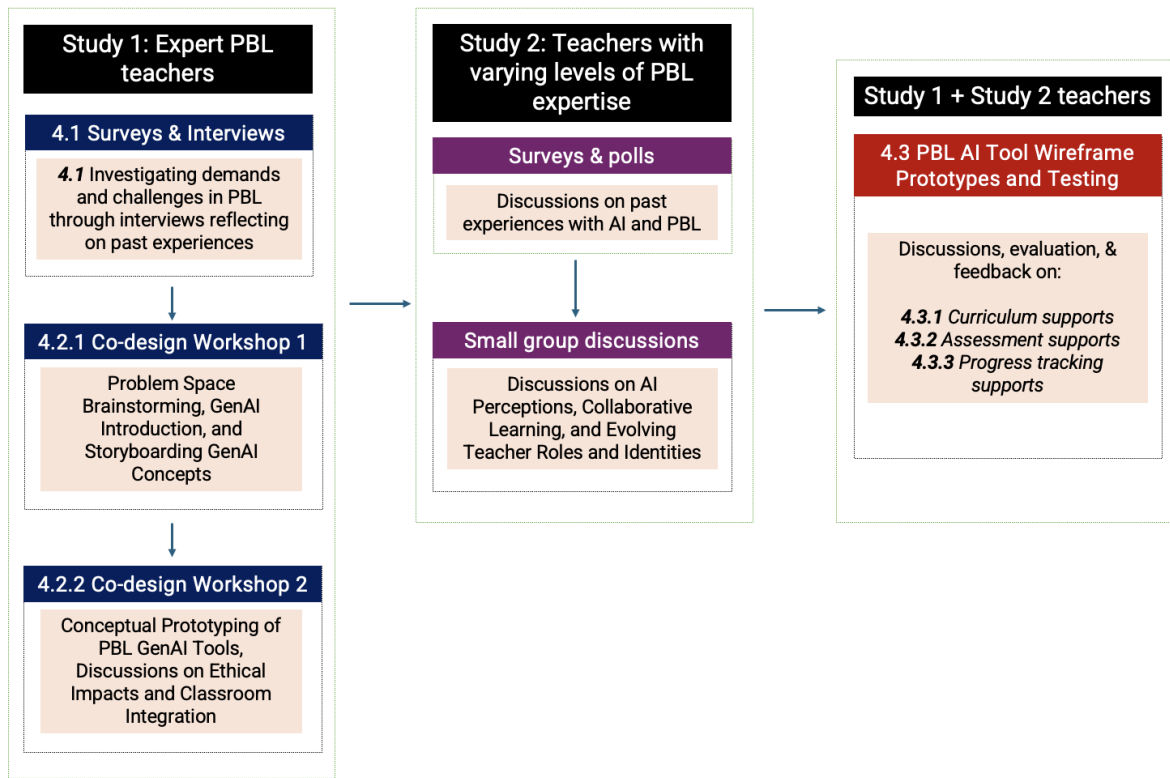 Study 1: Expert PBL
teachers
4.1 Surveys & Interviews
4.1 Investigating demands
and challenges in PBL
through interviews reflecting
on past experiences
4.2.1 Co-design Workshop 1
Problem Space
Brainstorming, GenAI
Introduction, and
Storyboarding GenAI
Concepts
4.2.2 Co-design Workshop 2
Conceptual Prototyping of
PBL GenAI Tools,
Discussions on Ethical
Impacts and Classroom
Integration
Study 2: Teachers with
varying levels of PBL
expertise
Surveys & polls
Discussions on past
experiences with AI and PBL
Small group discussions
Discussions on AI
Perceptions, Collaborative
Learning, and Evolving
Teacher Roles and Identities
Study 1 + Study 2 teachers
4.3 PBL AI Tool Wireframe
Prototypes and Testing
Discussions, evaluation, &
feedback on:
4.3.1 Curriculum supports
4.3.2 Assessment supports
4.3.3 Progress tracking
supports